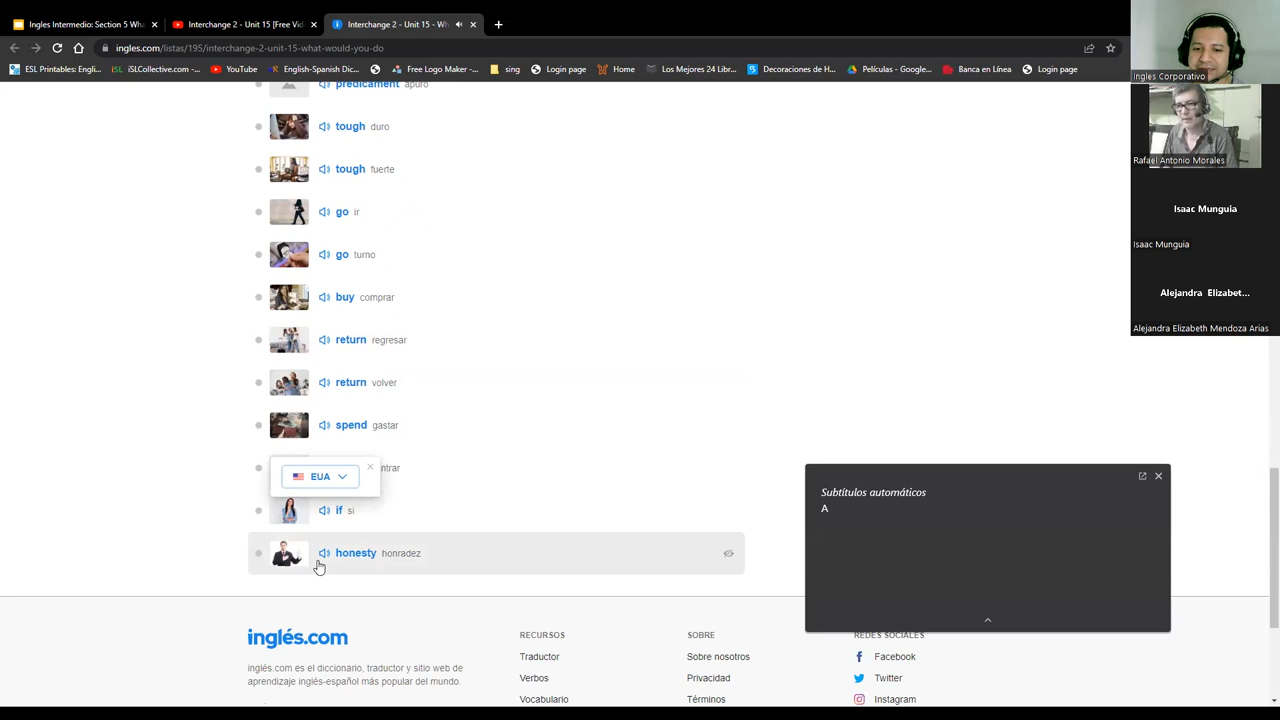 Ingles Intermedio: Section 5 Wha
Interchange 2 - Unit 15 [Free Vid
Interchange 2 - Unit 15 - Wh
ingles.com/listas/195/interchange-2-unit-15-what-would-you-do
ESL Printables: Engli...
iSLCollective.com -...
YouTube
English-Spanish Dic...
Free Logo Maker -...
sing
Login page
Home
Los Mejores 24 Libr...
Decoraciones de H...
Películas - Google...
Banca en Línea
Login page
Ingles Corporativo
predicament apuro
tough duro
Rafael Antonio Morales
tough fuerte
go ir
Isaac Munguia
Isaac Munguia
go turno
Alejandra Elizabet...
Alejandra Elizabeth Mendoza Arias
buy comprar
return regresar
return volver
spend gastar
ntrar
EUA
if si
honesty honradez
Subtítulos automáticos
A
inglés.com
inglés.com es el diccionario, traductor y sitio web de
aprendizaje inglés-español más popular del mundo.
RECURSOS
Traductor
Verbos
Vocabulario
SOBRE
Sobre nosotros
Privacidad
Términos
REDES SOCIALES
Facebook
Twitter
Instagram